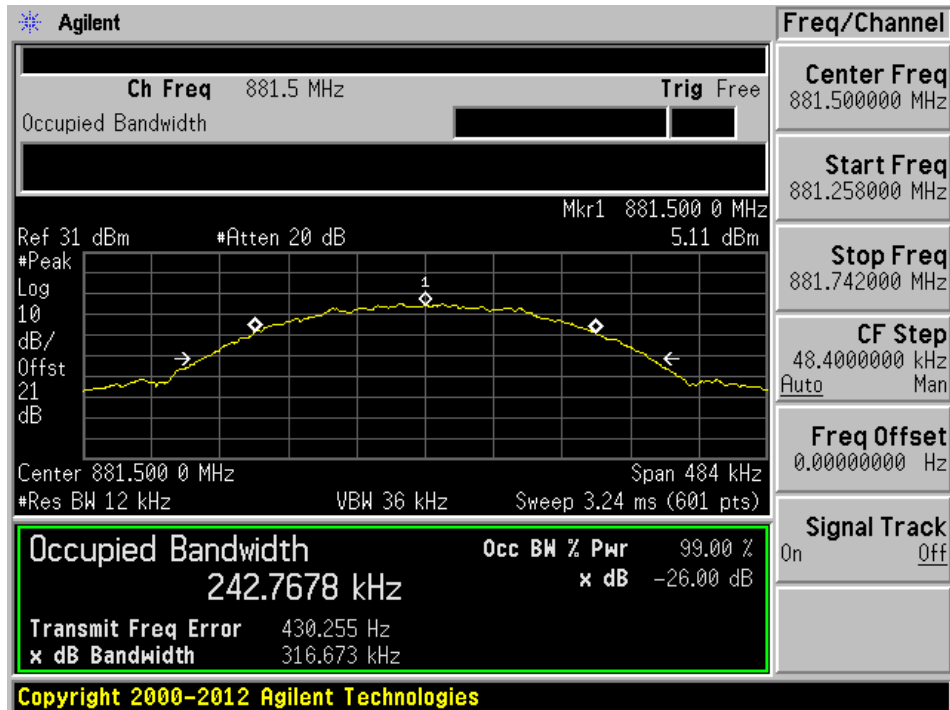 Agilent
Freq/Channel
Ch Freq 881.5 MHz Trig Free
Occupied Bandwidth
Mkr1 881.500 0 MHz
Ref 31 dBm #Atten 20 dB 5.11 dBm
#Peak
Log
10
dB/
Offst
21
dB
1
Center 881.500 0 MHz Span 484 kHz
#Res BW 12 kHz VBW 36 kHz Sweep 3.24 ms (601 pts)
Occupied Bandwidth Occ BW % Pwr 99.00 %
242.7678 kHz x dB -26.00 dB
Transmit Freq Error 430.255 Hz
x dB Bandwidth 316.673 kHz
Copyright 2000-2012 Agilent Technologies
Center Freq
881.500000 MHz
Start Freq
881.258000 MHz
Stop Freq
881.742000 MHz
CF Step
48.4000000 kHz
Auto Man
Freq Offset
0.00000000 Hz
Signal Track
On Off